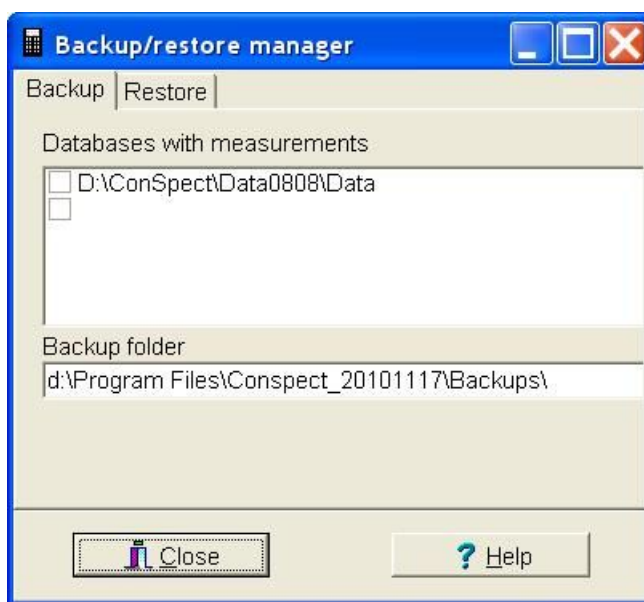 Backup/restore manager
Backup Restore
Databases with measurements
D:\ConSpect\Data0808\Data
Backup folder
d:\Program Files\Conspect_20101117\Backups\
Close ? Help